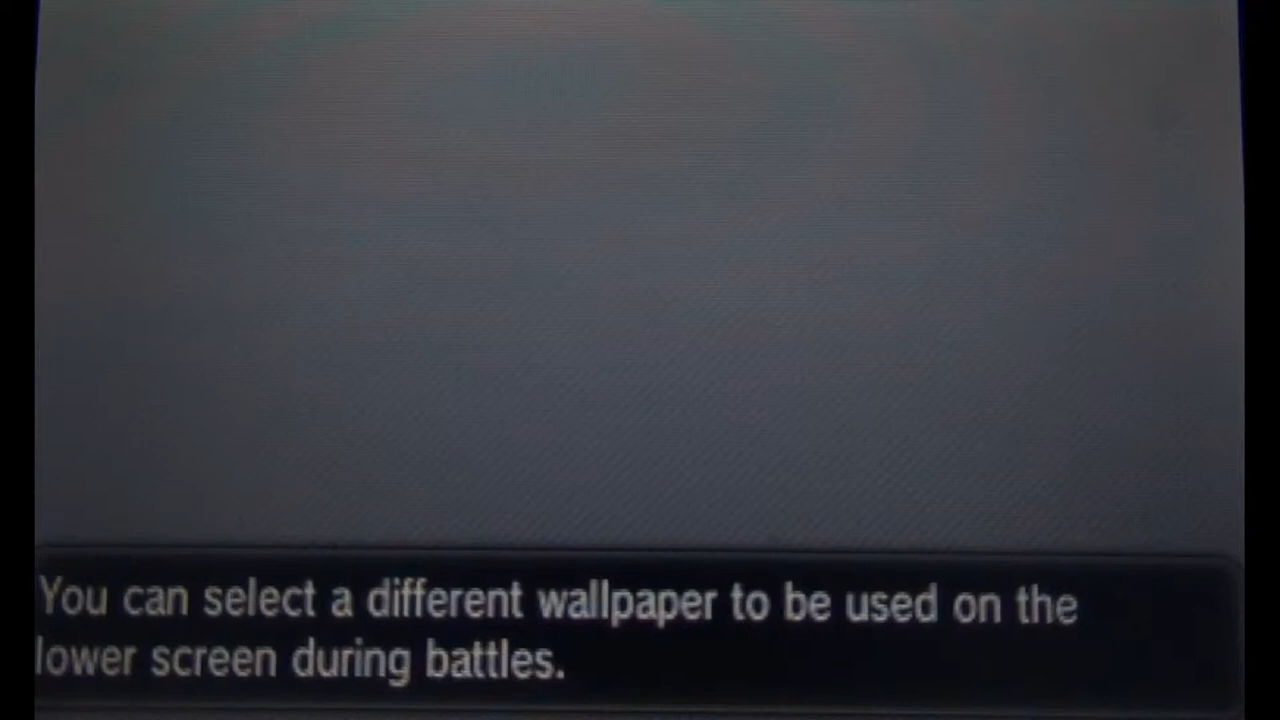 You can select a different wallpaper to be used on the
lower screen during battles.